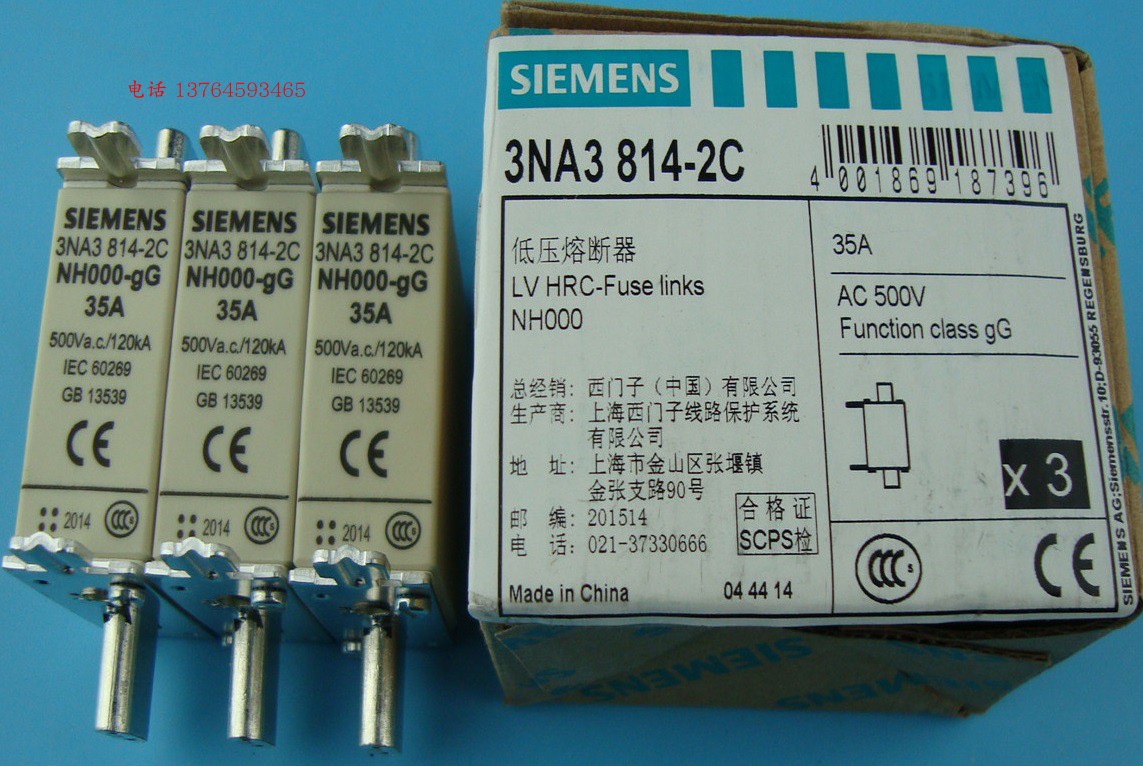 电话 13764593465
SIEMENS
3NA3 814-2C
NH000-gG
35A
500Va.c./120kA
IEC 60269
GB 13539
CE
2014
CCC S
SIEMENS
3NA3 814-2C
NH000-gG
35A
500Va.c./120kA
IEC 60269
GB 13539
CE
2014
CCC S
SIEMENS
3NA3 814-2C
NH000-gG
35A
500Va.c./120kA
IEC 60269
GB 13539
CE
2014
CCC S
SIEMENS
3NA3 814-2C
4 001869 187396
低压熔断器
LV HRC-Fuse links
NH000
35A
AC 500V
Function class gG
总经销: 西门子（中国）有限公司
生产商: 上海西门子线路保护系统
有限公司
地 址: 上海市金山区张堰镇
金张支路90号
邮 编: 201514
电 话: 021-37330666
合格证
SCPS检
Made in China
04 44 14
x 3
CCC S
CE
SIEMENS AG;Siemensstr.10;D-93055 REGENSBURG
SIEMENS